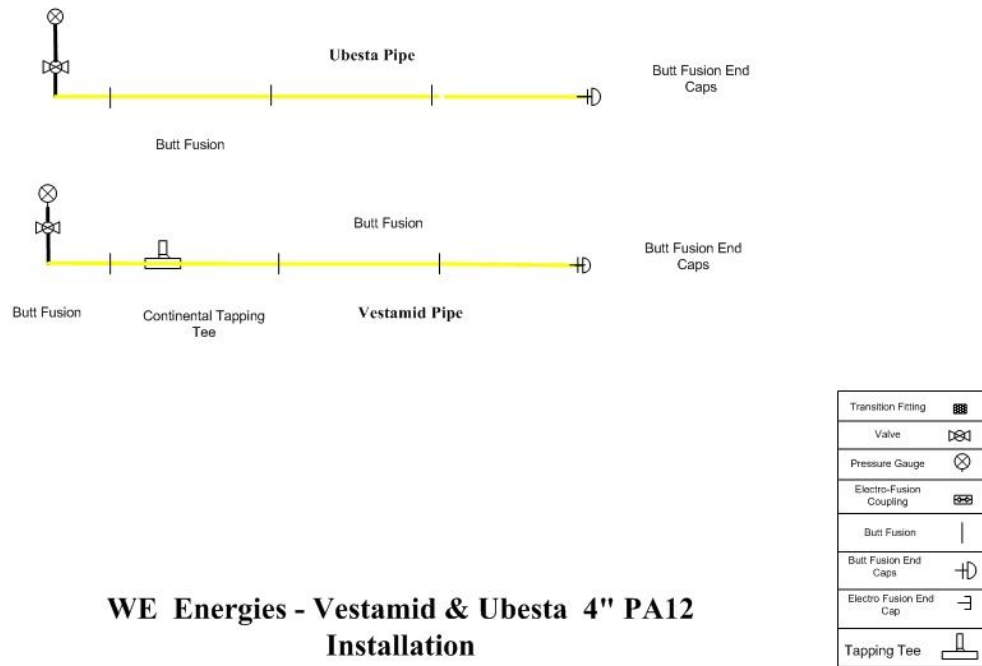 Ubesta Pipe
Butt Fusion End
Caps
Butt Fusion
Butt Fusion
Butt Fusion End
Caps
Butt Fusion
Continental Tapping
Tee
Vestamid Pipe
Transition Fitting
Valve
Pressure Gauge
Electro-Fusion
Coupling
Butt Fusion
Butt Fusion End
Caps
Electro Fusion End
Cap
Tapping Tee
WE Energies - Vestamid & Ubesta 4" PA12
Installation